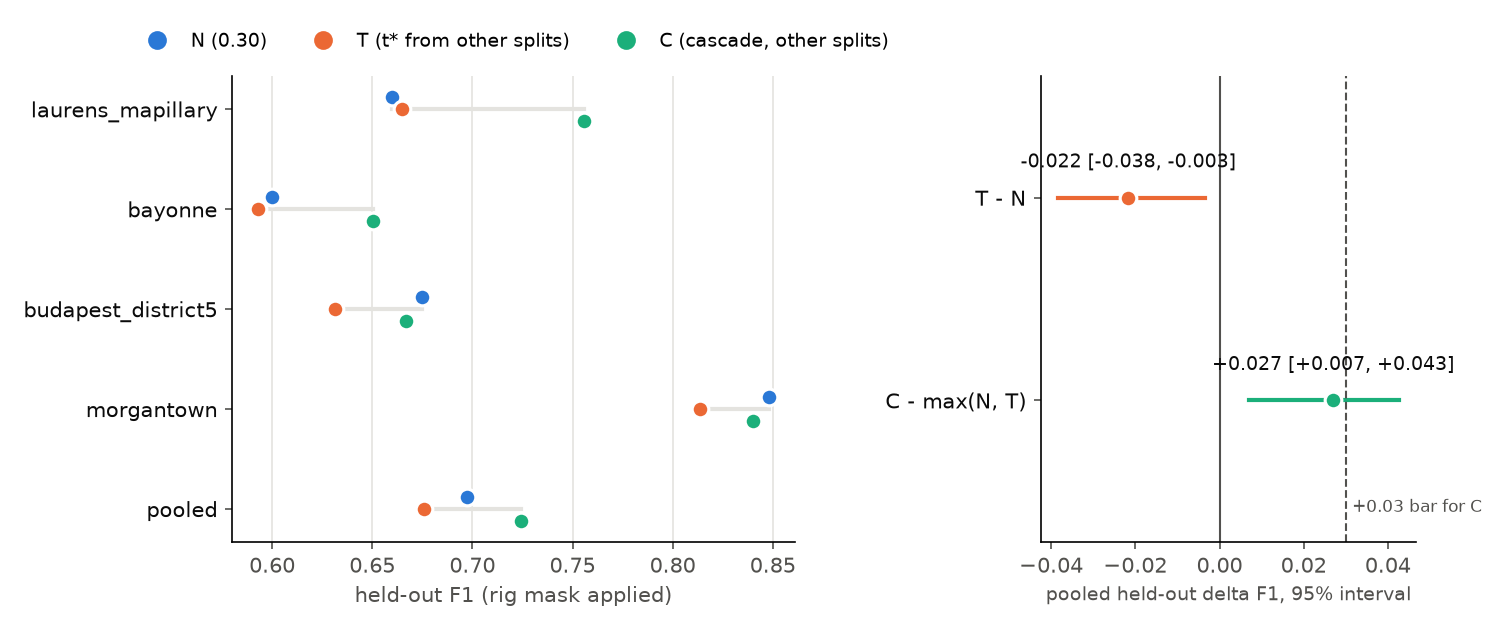 N (0.30)
T (t* from other splits)
C (cascade, other splits)
laurens_mapillary
bayonne
budapest_district5
morgantown
pooled
0.60 0.65 0.70 0.75 0.80 0.85
held-out F1 (rig mask applied)
-0.022 [-0.038, -0.003]
T - N
+0.027 [+0.007, +0.043]
C - max(N, T)
+0.03 bar for C
−0.04 −0.02 0.00 0.02 0.04
pooled held-out delta F1, 95% interval